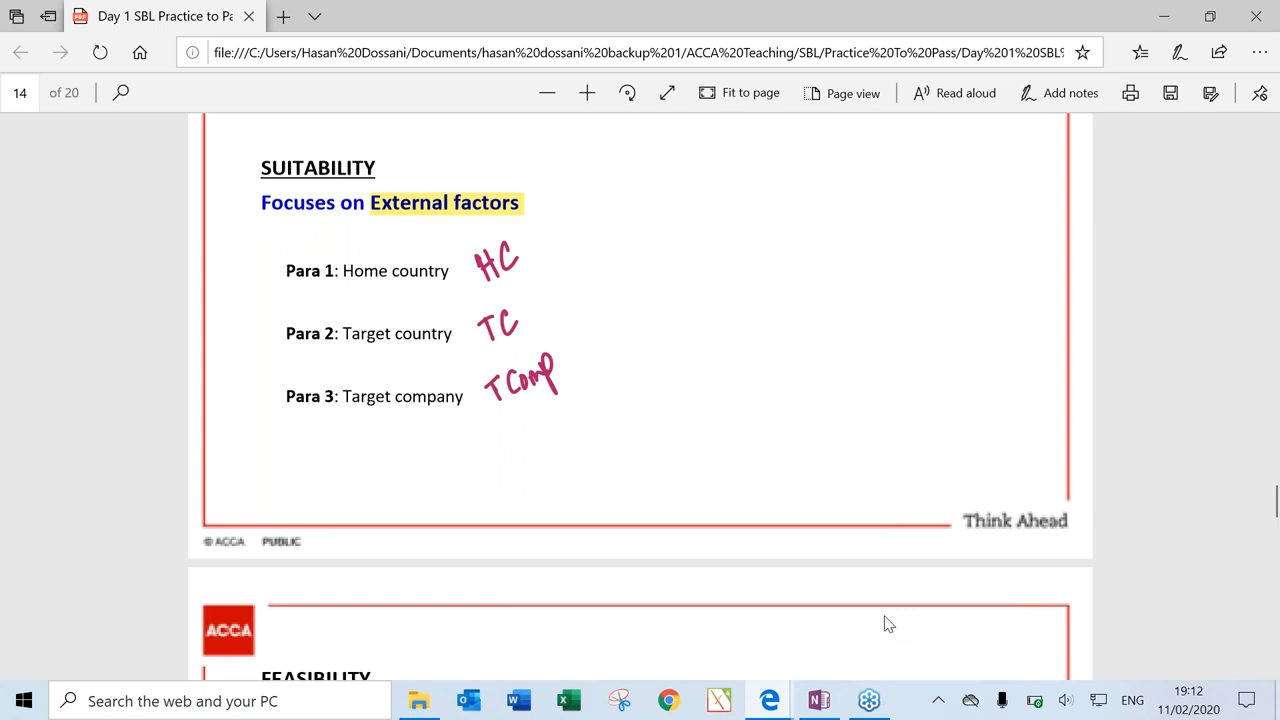 Day 1 SBL Practice to Pa
file:///C:/Users/Hasan%20Dossani/Documents/hasan dossani%20backup%201/ACCA%20Teaching/SBL/Practice%20To%20Pass/Day%201%20SBL%
14 of 20 Fit to page Page view Read aloud Add notes
SUITABILITY
Focuses on External factors
Para 1: Home country HC
Para 2: Target country TC
Para 3: Target company TComp
Think Ahead
© ACCA PUBLIC
ACCA
FEASIBILITY
Search the web and your PC
ENG
19:12
11/02/2020